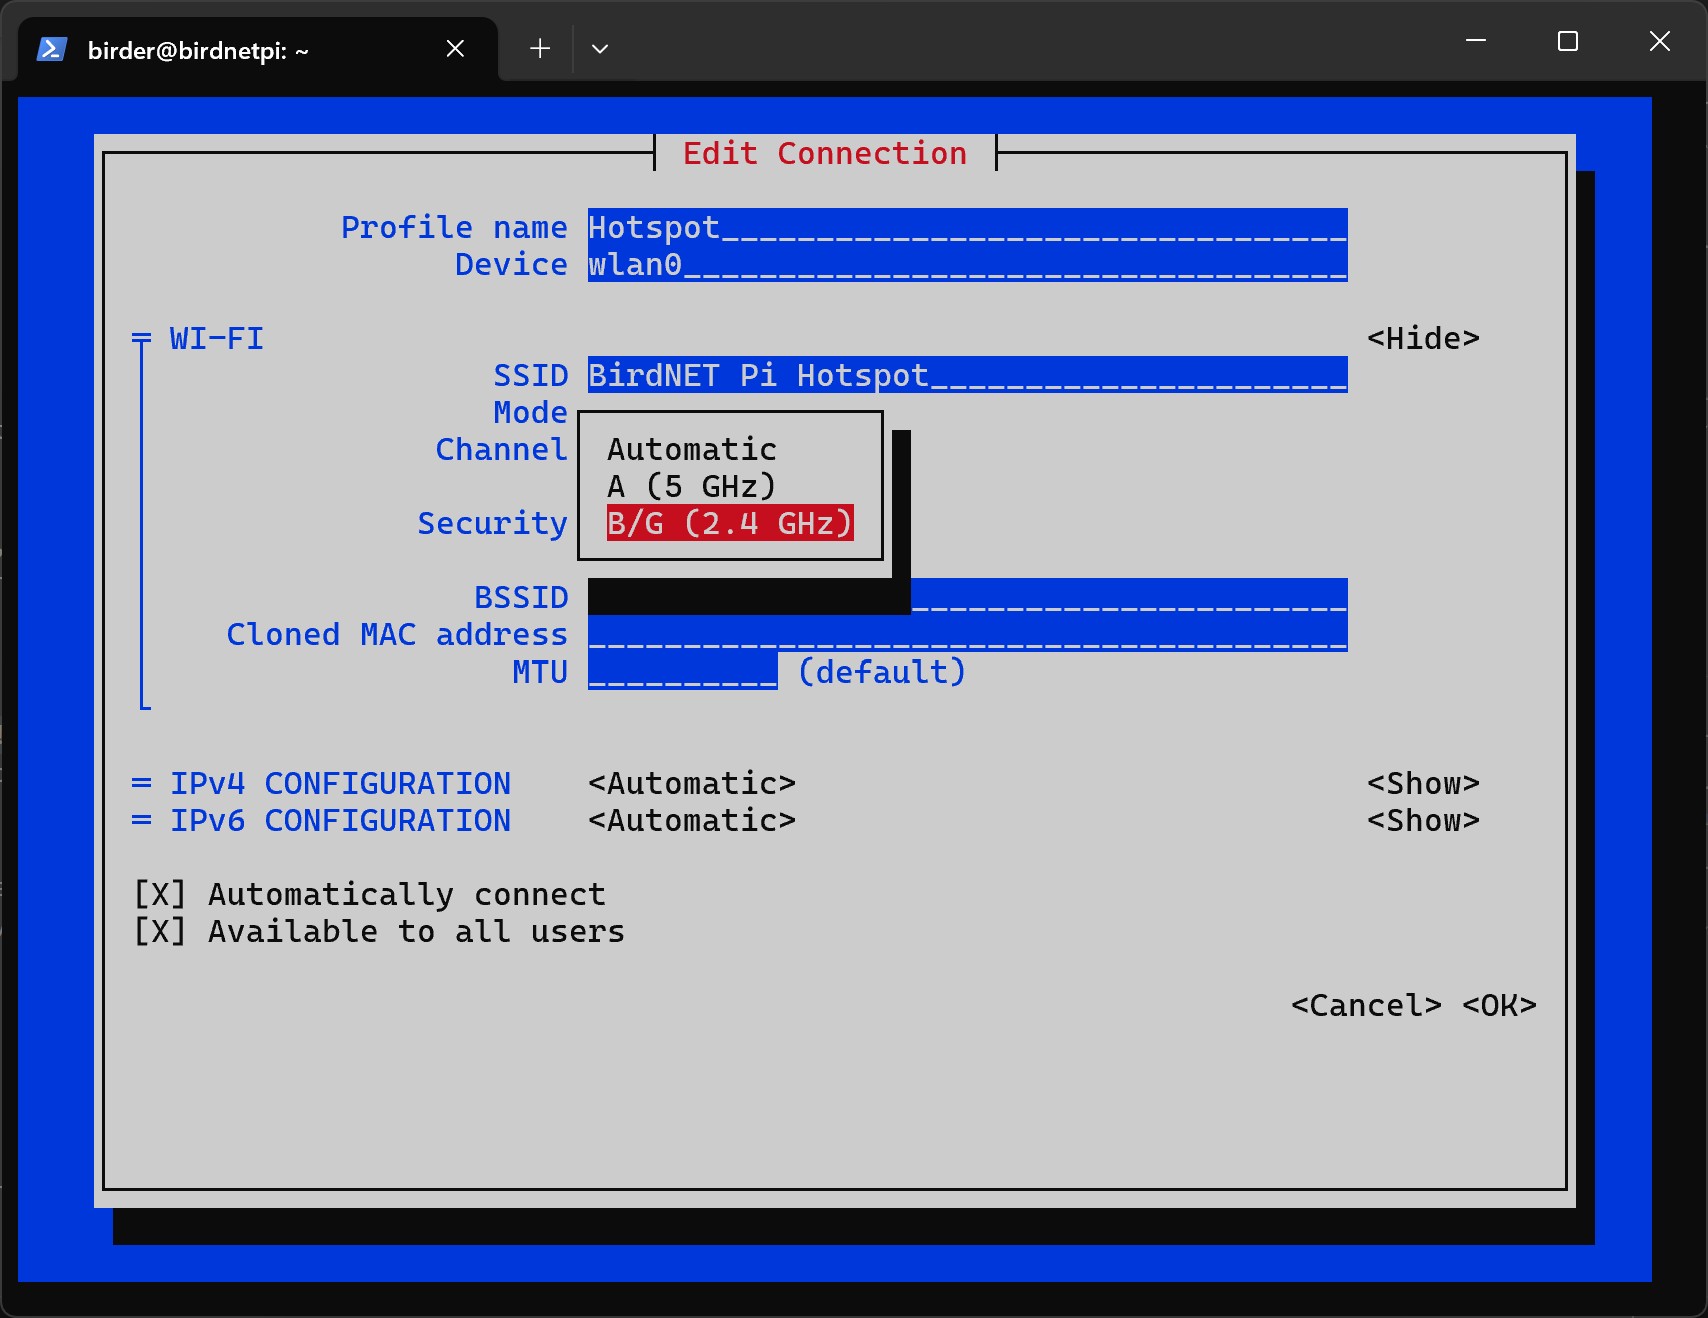 birder@birdnetpi: ~
Edit Connection
Profile name Hotspot_________________________________
Device wlan0___________________________________
= WI-FI <Hide>
SSID BirdNET Pi Hotspot______________________
Mode
Channel
Automatic
A (5 GHz)
Security B/G (2.4 GHz)
BSSID _______________________
Cloned MAC address ________________________________________
MTU __________ (default)
= IPv4 CONFIGURATION <Automatic> <Show>
= IPv6 CONFIGURATION <Automatic> <Show>
[X] Automatically connect
[X] Available to all users
<Cancel> <OK>